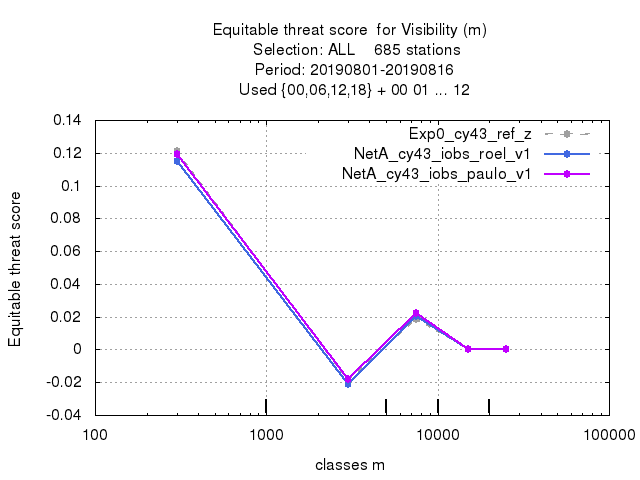 Equitable threat score  for Visibility (m)
Selection: ALL    685 stations
Period: 20190801-20190816
Used {00,06,12,18} + 00 01 ... 12
Exp0_cy43_ref_z
NetA_cy43_iobs_roel_v1
NetA_cy43_iobs_paulo_v1
0.14
0.12
0.1
0.08
0.06
0.04
0.02
0
-0.02
-0.04
Equitable threat score
100
1000
10000
100000
classes m